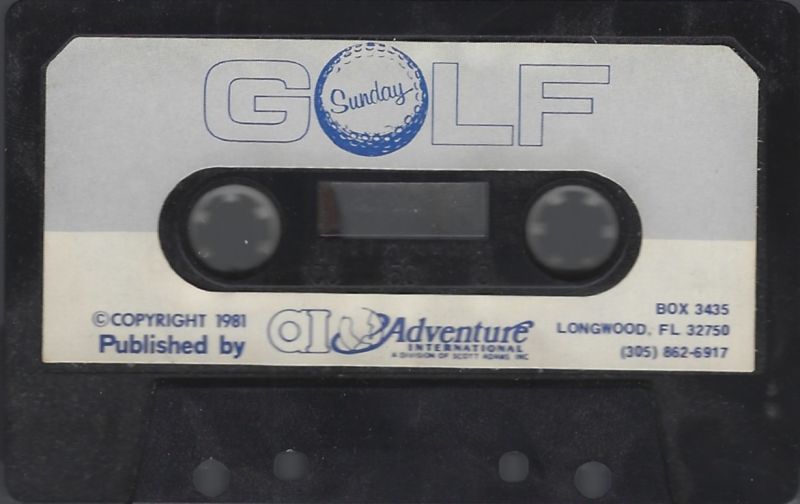 GOLF
Sunday
©COPYRIGHT 1981
Published by
AI Adventure
INTERNATIONAL
A DIVISION OF SCOTT ADAMS, INC
BOX 3435
LONGWOOD, FL 32750
(305) 862-6917